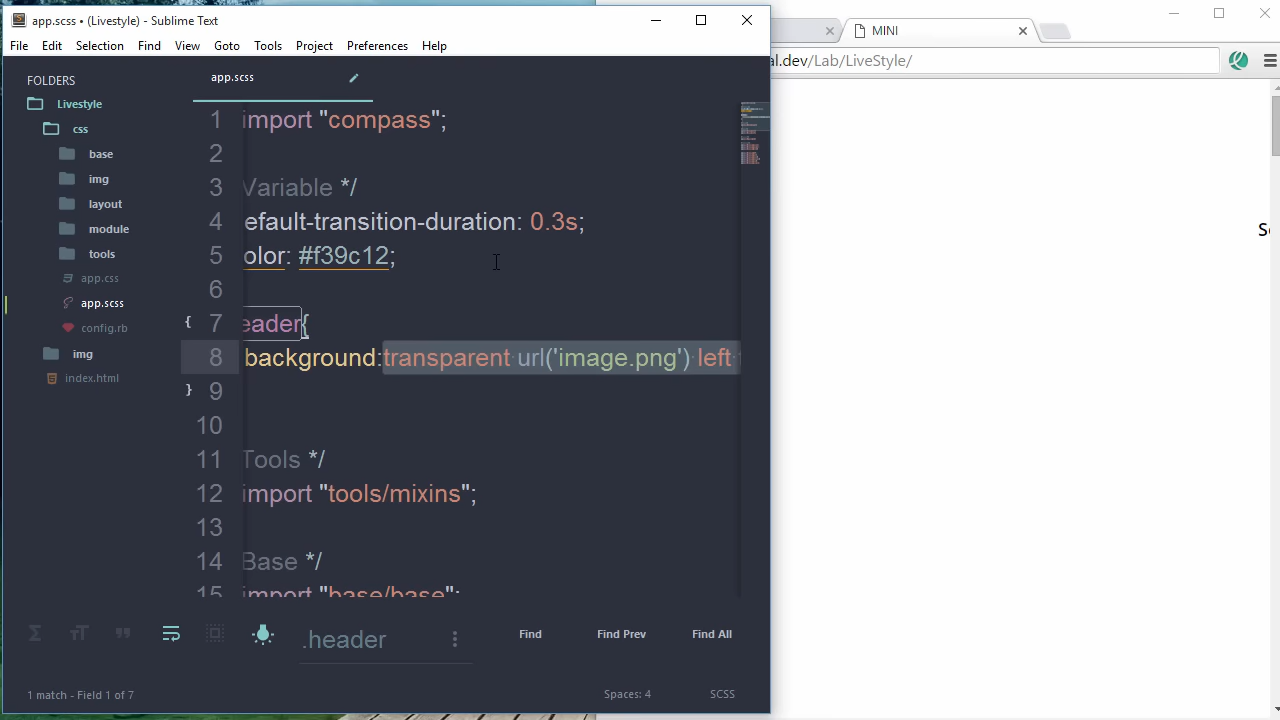 app.scss • (Livestyle) - Sublime Text
File Edit Selection Find View Goto Tools Project Preferences Help
MINI
al.dev/Lab/LiveStyle/
FOLDERS
Livestyle
css
base
img
layout
module
tools
app.css
app.scss
config.rb
img
index.html
app.scss
1 import "compass";
2
3 Variable */
4 efault-transition-duration: 0.3s;
5 olor: #f39c12;
6
{ 7 eader{
8 background:transparent url('image.png') left
} 9
10
11 Tools */
12 import "tools/mixins";
13
14 Base */
15 import "base/base";
.header
Find Find Prev Find All
1 match - Field 1 of 7
Spaces: 4 SCSS